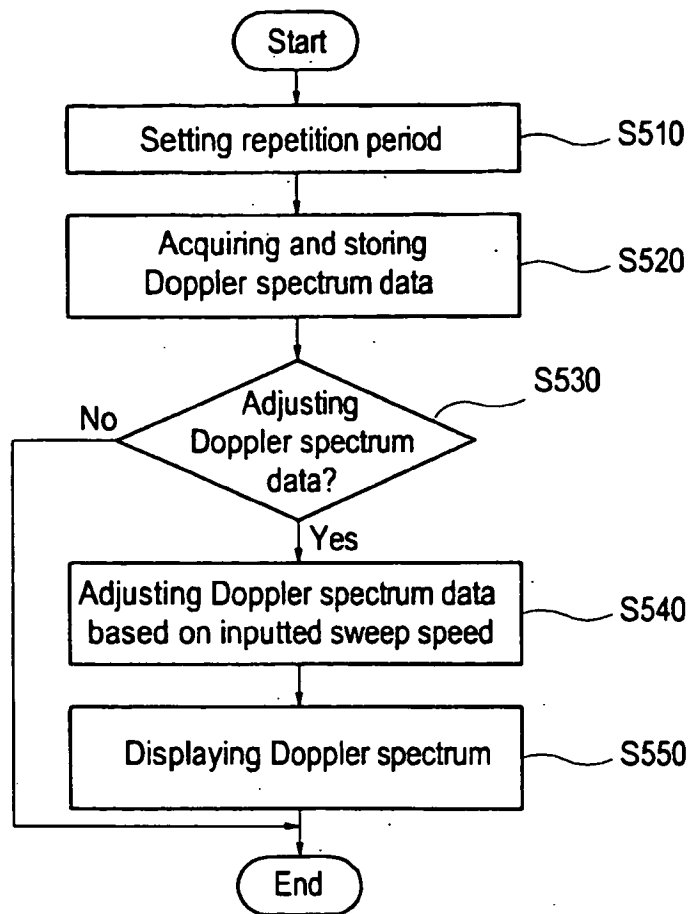 Start
Setting repetition period
S510
Acquiring and storing
Doppler spectrum data
S520
S530
Adjusting
Doppler spectrum
data?
No
Yes
Adjusting Doppler spectrum data
based on inputted sweep speed
S540
Displaying Doppler spectrum
S550
End